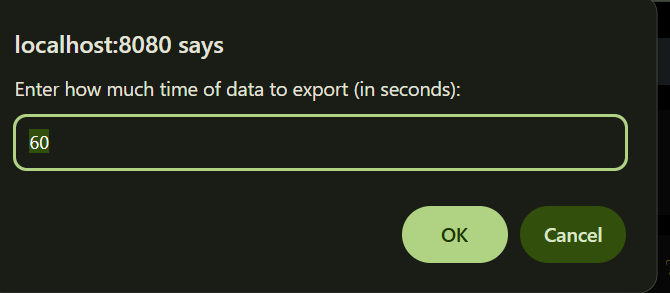 localhost:8080 says
Enter how much time of data to export (in seconds):
60
OK Cancel